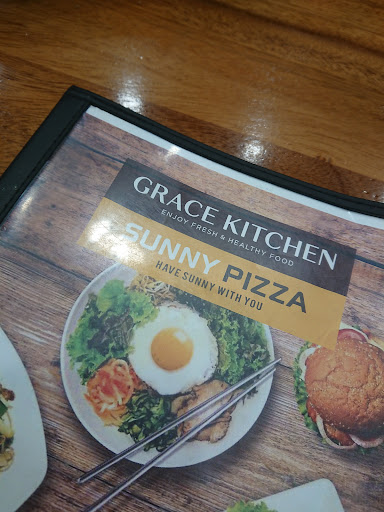 GRACE KITCHEN
ENJOY FRESH & HEALTHY FOOD
SUNNY PIZZA
HAVE SUNNY WITH YOU